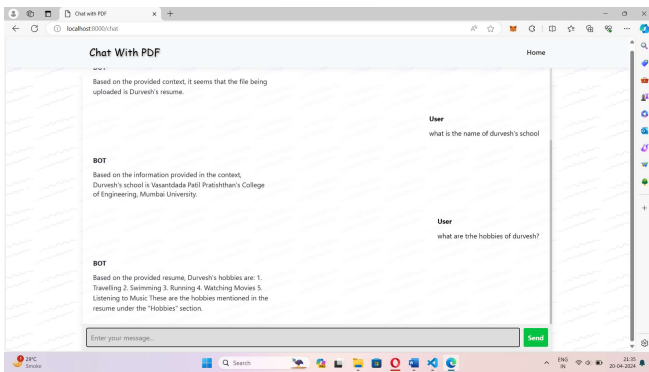 Chat with PDF
localhost:8000/chat
Chat With PDF
Home
BOT
Based on the provided context, it seems that the file being
uploaded is Durvesh's resume.
User
what is the name of durvesh's school
BOT
Based on the information provided in the context,
Durvesh's school is Vasantdada Patil Pratishthan's College
of Engineering, Mumbai University.
User
what are trhe hobbies of durvesh?
BOT
Based on the provided resume, Durvesh's hobbies are: 1.
Travelling 2. Swimming 3. Running 4. Watching Movies 5.
Listening to Music These are the hobbies mentioned in the
resume under the "Hobbies" section.
Enter your message...
Send
29°C
Smoke
Search
ENG
IN
21:35
20-04-2024